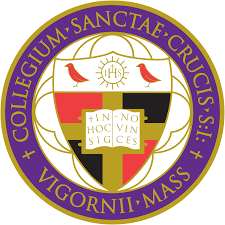 COLLEGIUM · SANCTAE · CRUCIS · S:I:
VIGORNII · MASS
IHS
+IN- -NO
HOC VIN
SIG CES